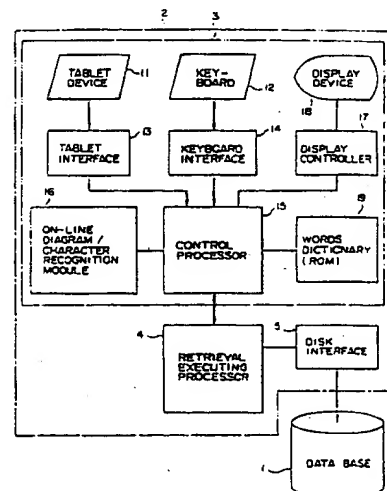 2
3
TABLET
DEVICE
11
KEY-
BOARD
12
DISPLAY
DEVICE
18
17
13
14
TABLET
INTERFACE
KEYBOARD
INTERFACE
DISPLAY
CONTROLLER
16
15
19
ON-LINE
DIAGRAM /
CHARACTER
RECOGNITION
MODULE
CONTROL
PROCESSOR
WORDS
DICTIONARY
(ROM)
4
5
RETRIEVAL
EXECUTING
PROCESSOR
DISK
INTERFACE
1
DATA BASE